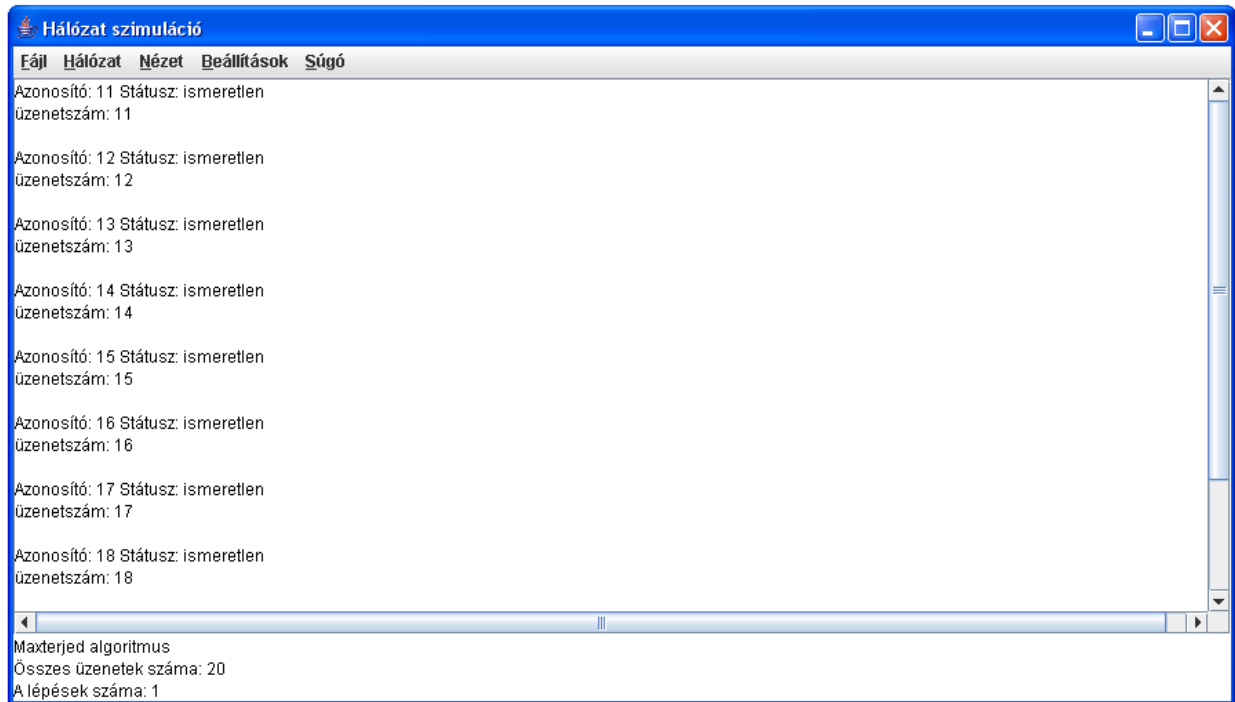 Hálózat szimuláció
Fájl Hálózat Nézet Beállítások Súgó
Azonosító: 11 Státusz: ismeretlen
üzenetszám: 11
Azonosító: 12 Státusz: ismeretlen
üzenetszám: 12
Azonosító: 13 Státusz: ismeretlen
üzenetszám: 13
Azonosító: 14 Státusz: ismeretlen
üzenetszám: 14
Azonosító: 15 Státusz: ismeretlen
üzenetszám: 15
Azonosító: 16 Státusz: ismeretlen
üzenetszám: 16
Azonosító: 17 Státusz: ismeretlen
üzenetszám: 17
Azonosító: 18 Státusz: ismeretlen
üzenetszám: 18
Maxterjed algoritmus
Összes üzenetek száma: 20
A lépések száma: 1